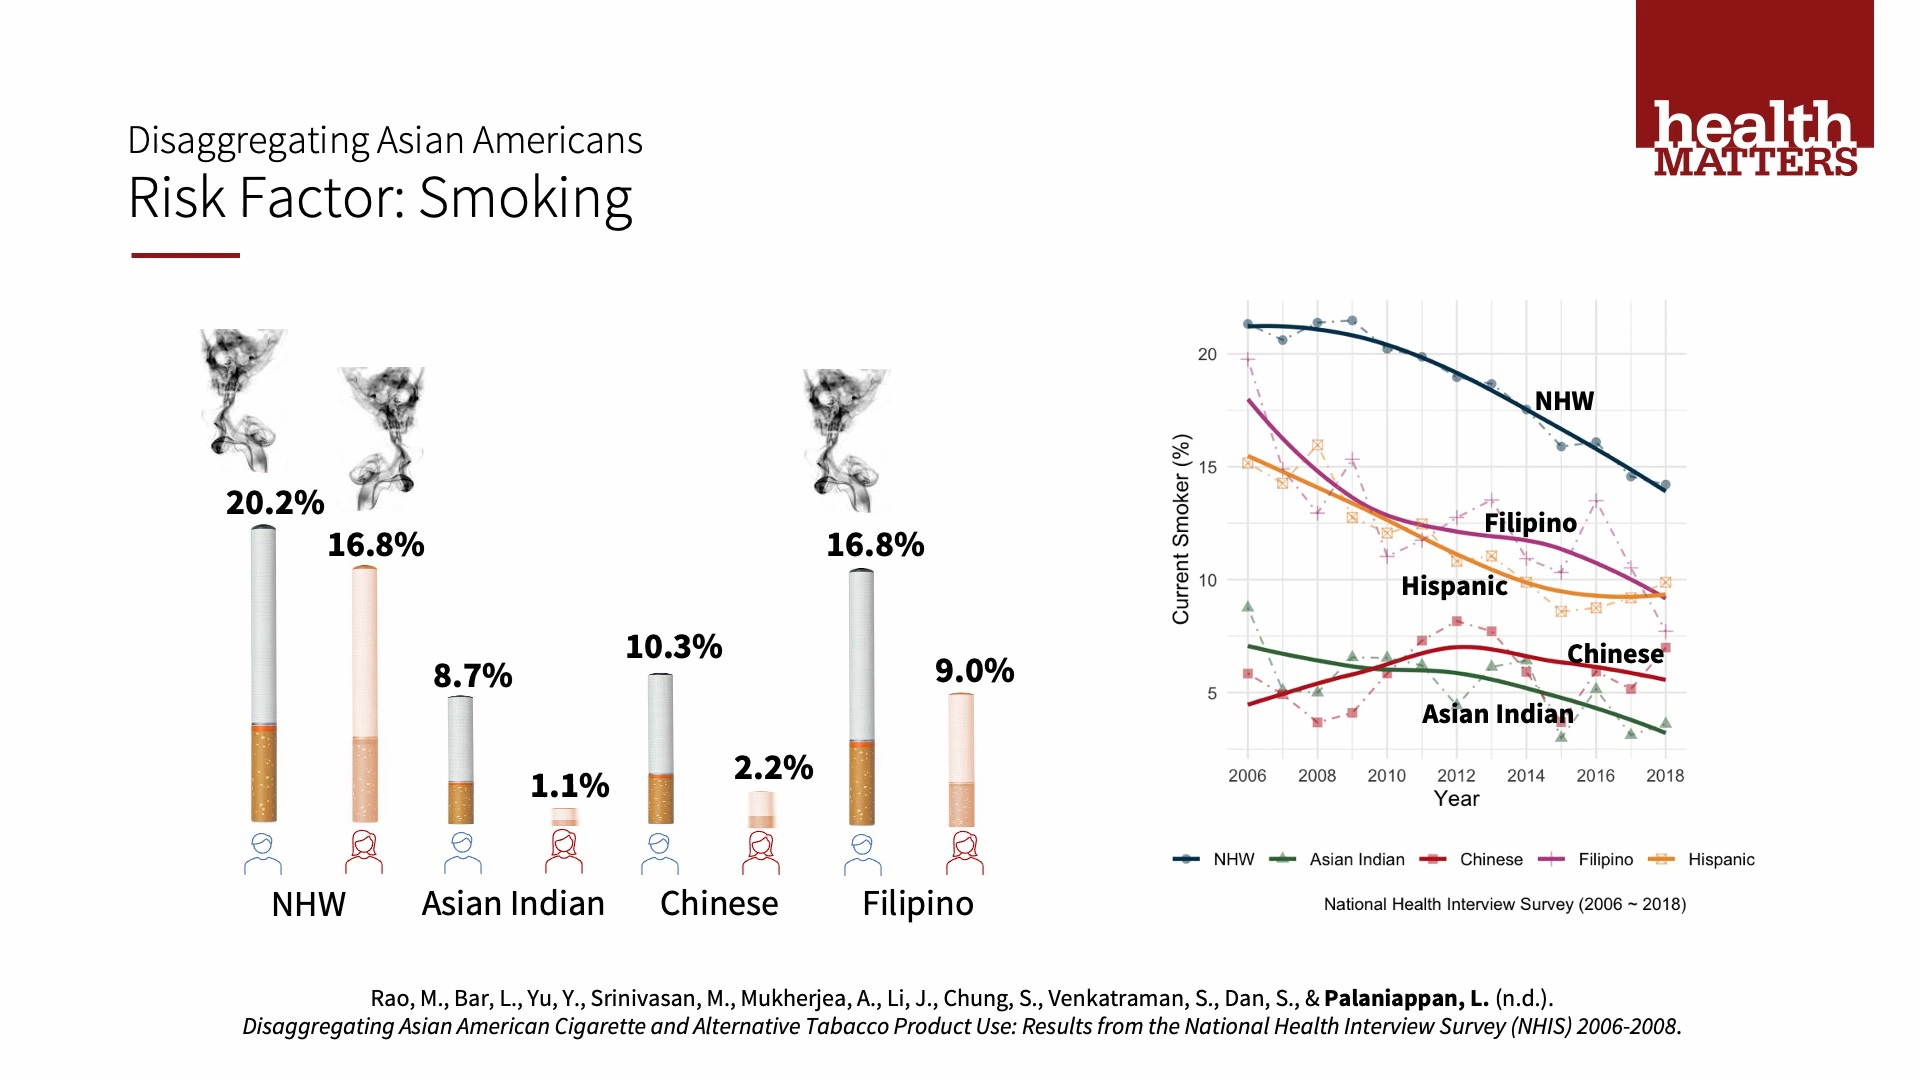 health
MATTERS
Disaggregating Asian Americans
Risk Factor: Smoking
20.2%
16.8%
8.7%
1.1%
10.3%
2.2%
16.8%
9.0%
NHW
Asian Indian
Chinese
Filipino
Current Smoker (%)
20
15
10
5
NHW
Filipino
Hispanic
Chinese
Asian Indian
2006 2008 2010 2012 2014 2016 2018
Year
NHW Asian Indian Chinese Filipino Hispanic
National Health Interview Survey (2006 ~ 2018)
Rao, M., Bar, L., Yu, Y., Srinivasan, M., Mukherjea, A., Li, J., Chung, S., Venkatraman, S., Dan, S., & Palaniappan, L. (n.d.).
Disaggregating Asian American Cigarette and Alternative Tabacco Product Use: Results from the National Health Interview Survey (NHIS) 2006-2008.